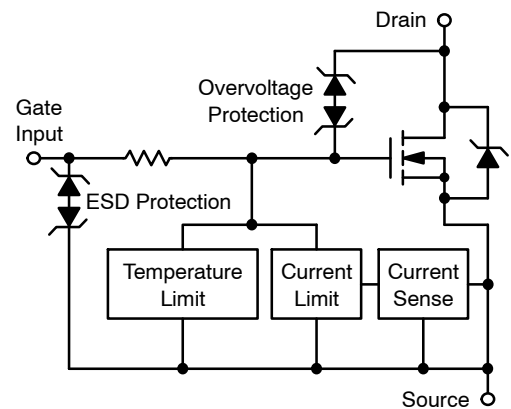 Drain
Overvoltage
Protection
Gate
Input
ESD Protection
Temperature
Limit
Current
Limit
Current
Sense
Source